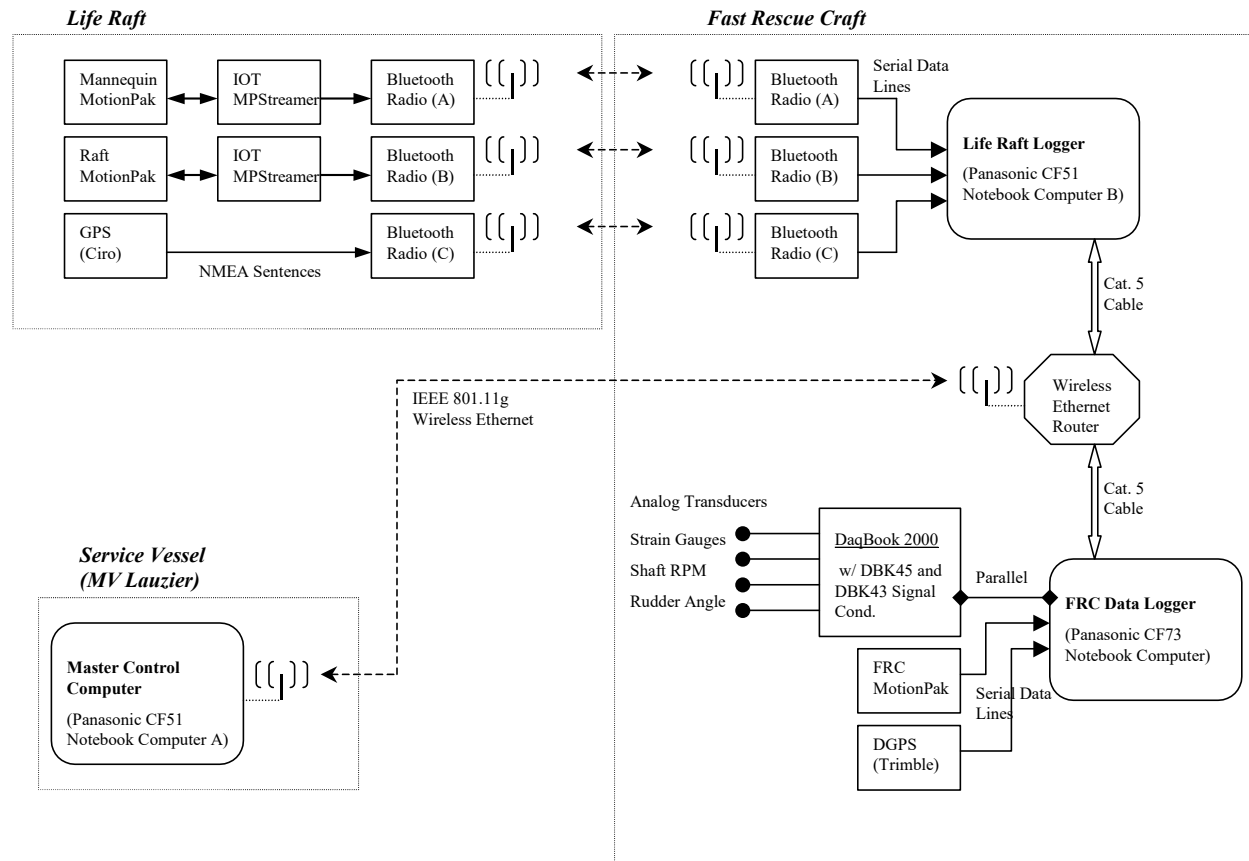 Life Raft
Mannequin
MotionPak
IOT
MPStreamer
Bluetooth
Radio (A)
Raft
MotionPak
IOT
MPStreamer
Bluetooth
Radio (B)
GPS
(Ciro)
NMEA Sentences
Bluetooth
Radio (C)
Fast Rescue Craft
Bluetooth
Radio (A)
Serial Data
Lines
Bluetooth
Radio (B)
Bluetooth
Radio (C)
Life Raft Logger
(Panasonic CF51
Notebook Computer B)
Cat. 5
Cable
Wireless
Ethernet
Router
IEEE 801.11g
Wireless Ethernet
Cat. 5
Cable
Analog Transducers
Strain Gauges
Shaft RPM
Rudder Angle
DaqBook 2000
w/ DBK45 and
DBK43 Signal
Cond.
Parallel
FRC Data Logger
(Panasonic CF73
Notebook Computer)
FRC
MotionPak
Serial Data
Lines
DGPS
(Trimble)
Service Vessel
(MV Lauzier)
Master Control
Computer
(Panasonic CF51
Notebook Computer A)